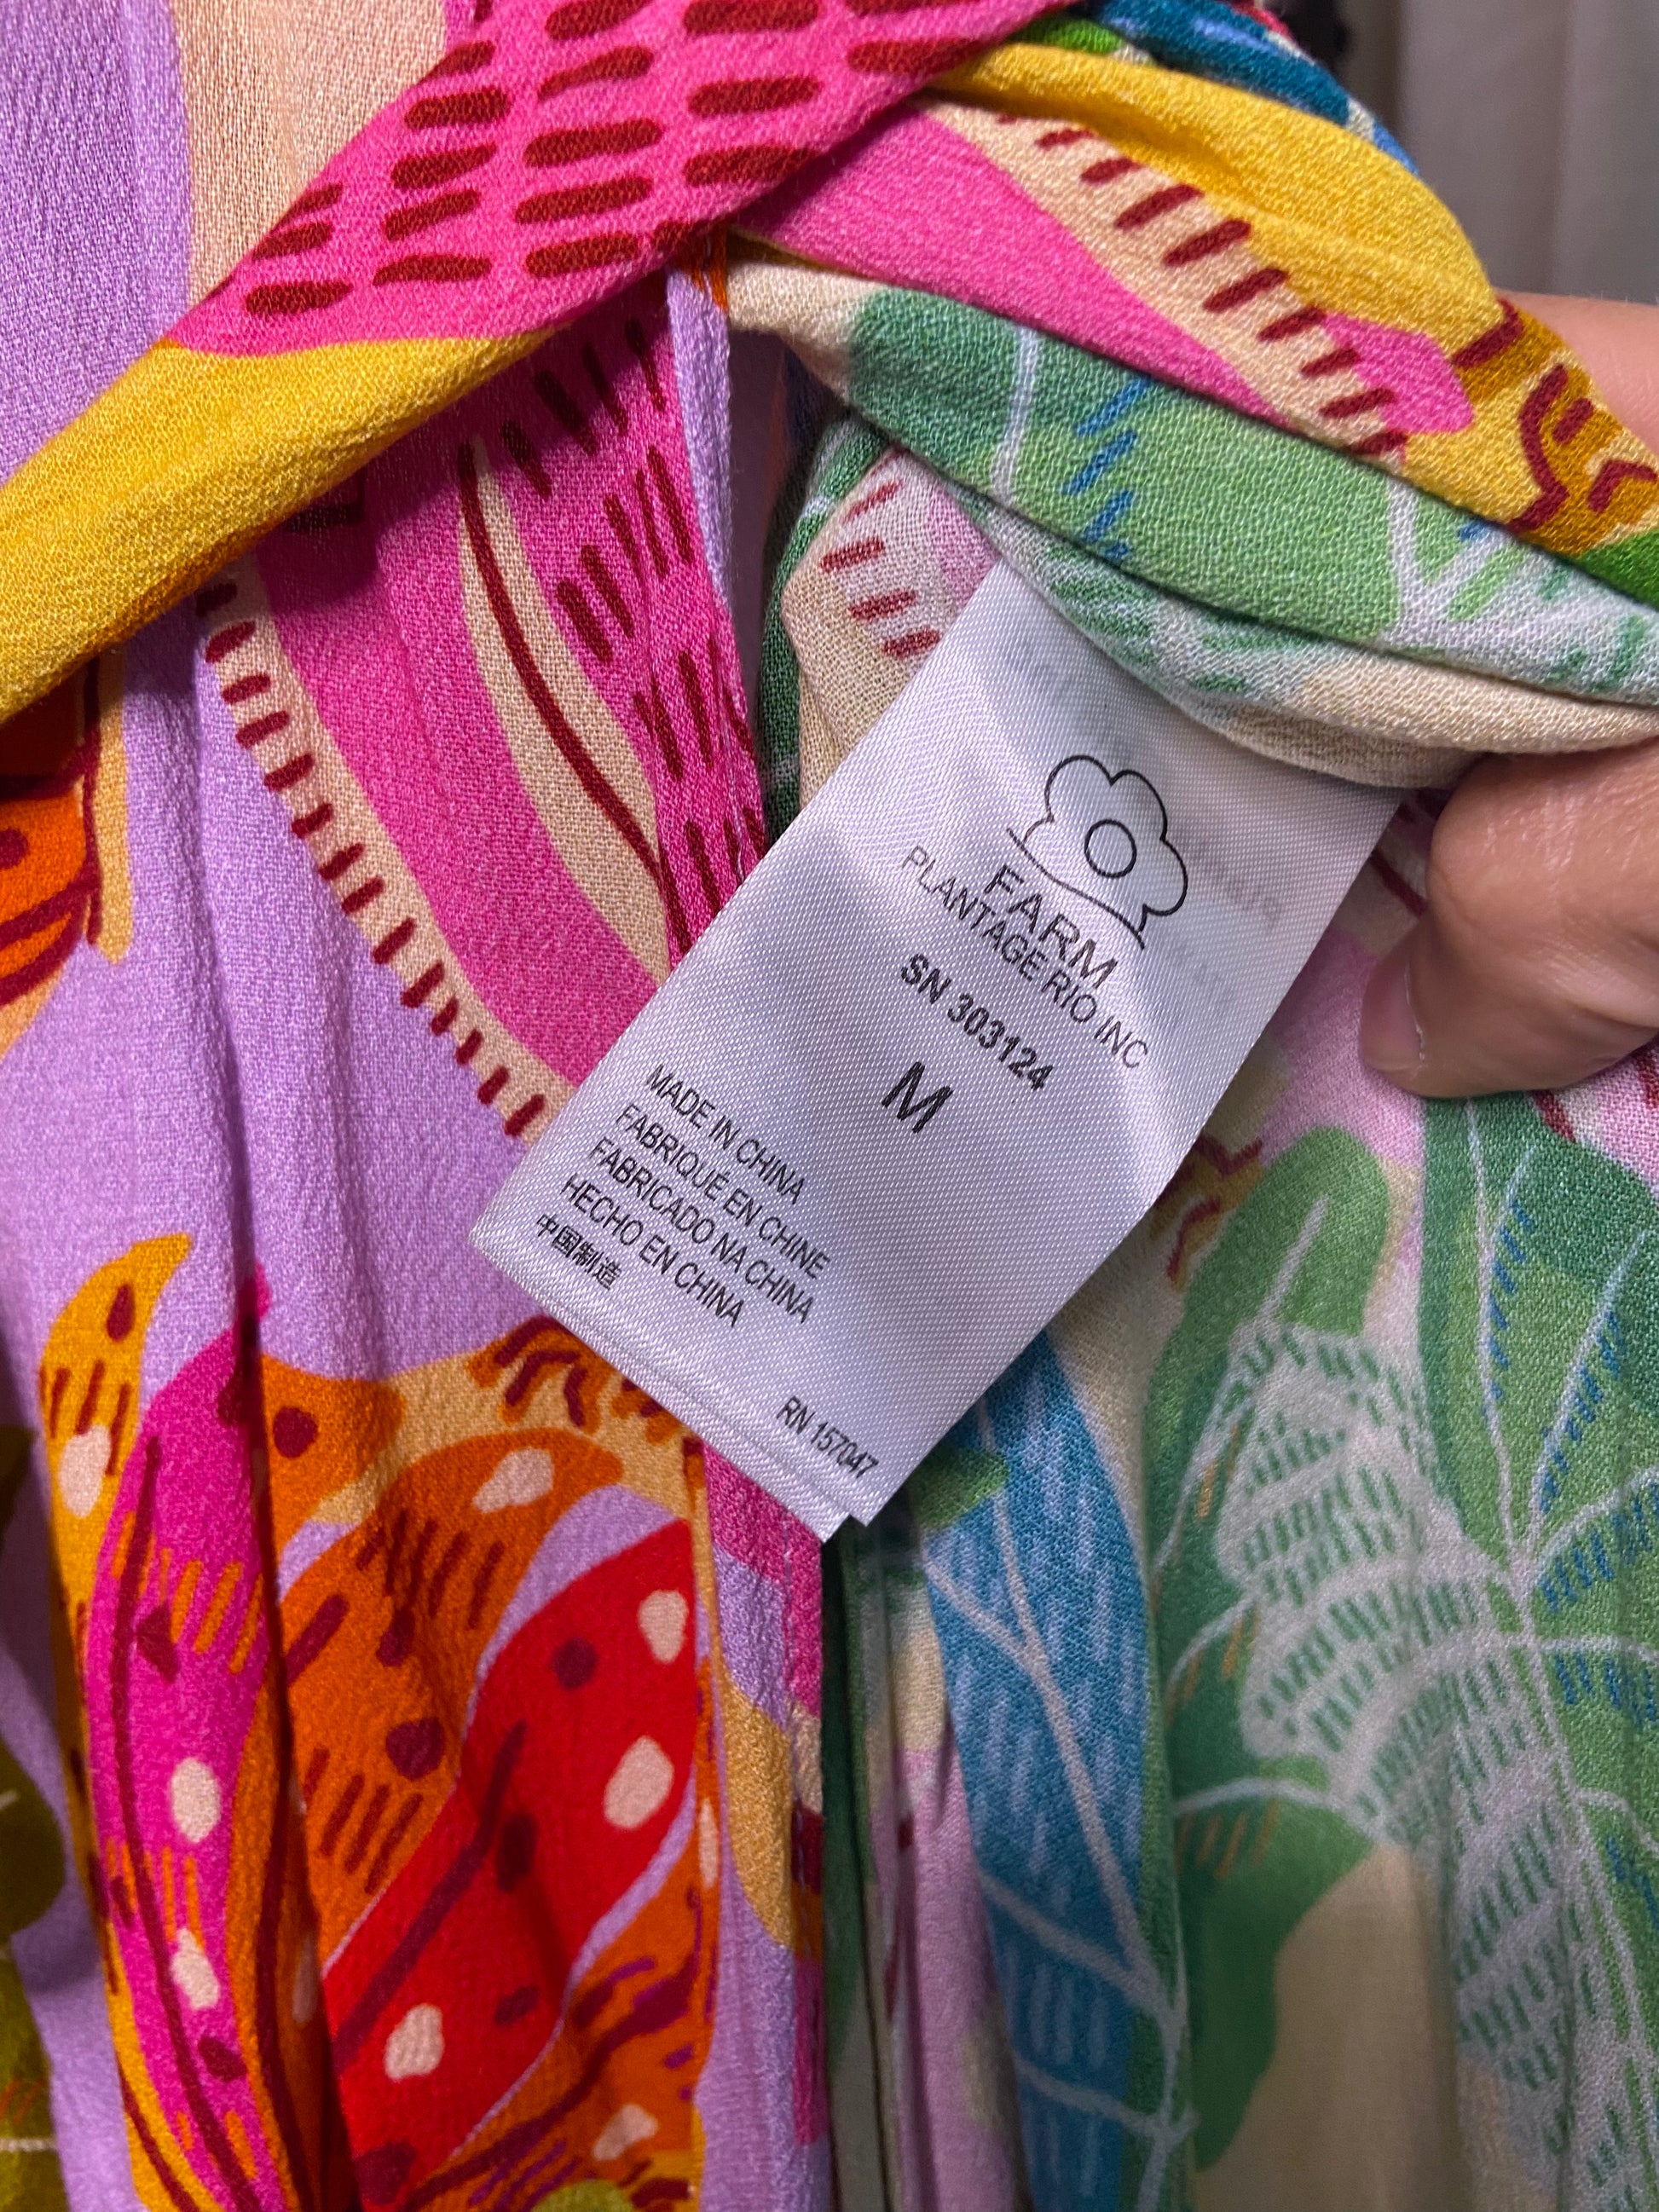 FARM
PLANTAGE RIO INC
SN 303124
M
MADE IN CHINA
FABRIQUE EN CHINE
FABRICADO NA CHINA
HECHO EN CHINA
中国制造
RN 157047